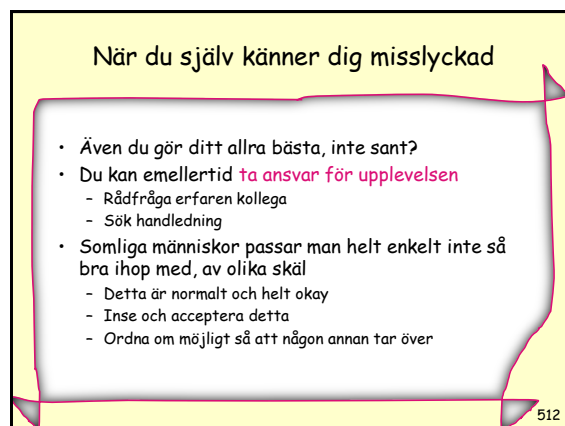 När du själv känner dig misslyckad
• Även du gör ditt allra bästa, inte sant?
• Du kan emellertid ta ansvar för upplevelsen
– Rådfråga erfaren kollega
– Sök handledning
• Somliga människor passar man helt enkelt inte så
bra ihop med, av olika skäl
– Detta är normalt och helt okay
– Inse och acceptera detta
– Ordna om möjligt så att någon annan tar över
512